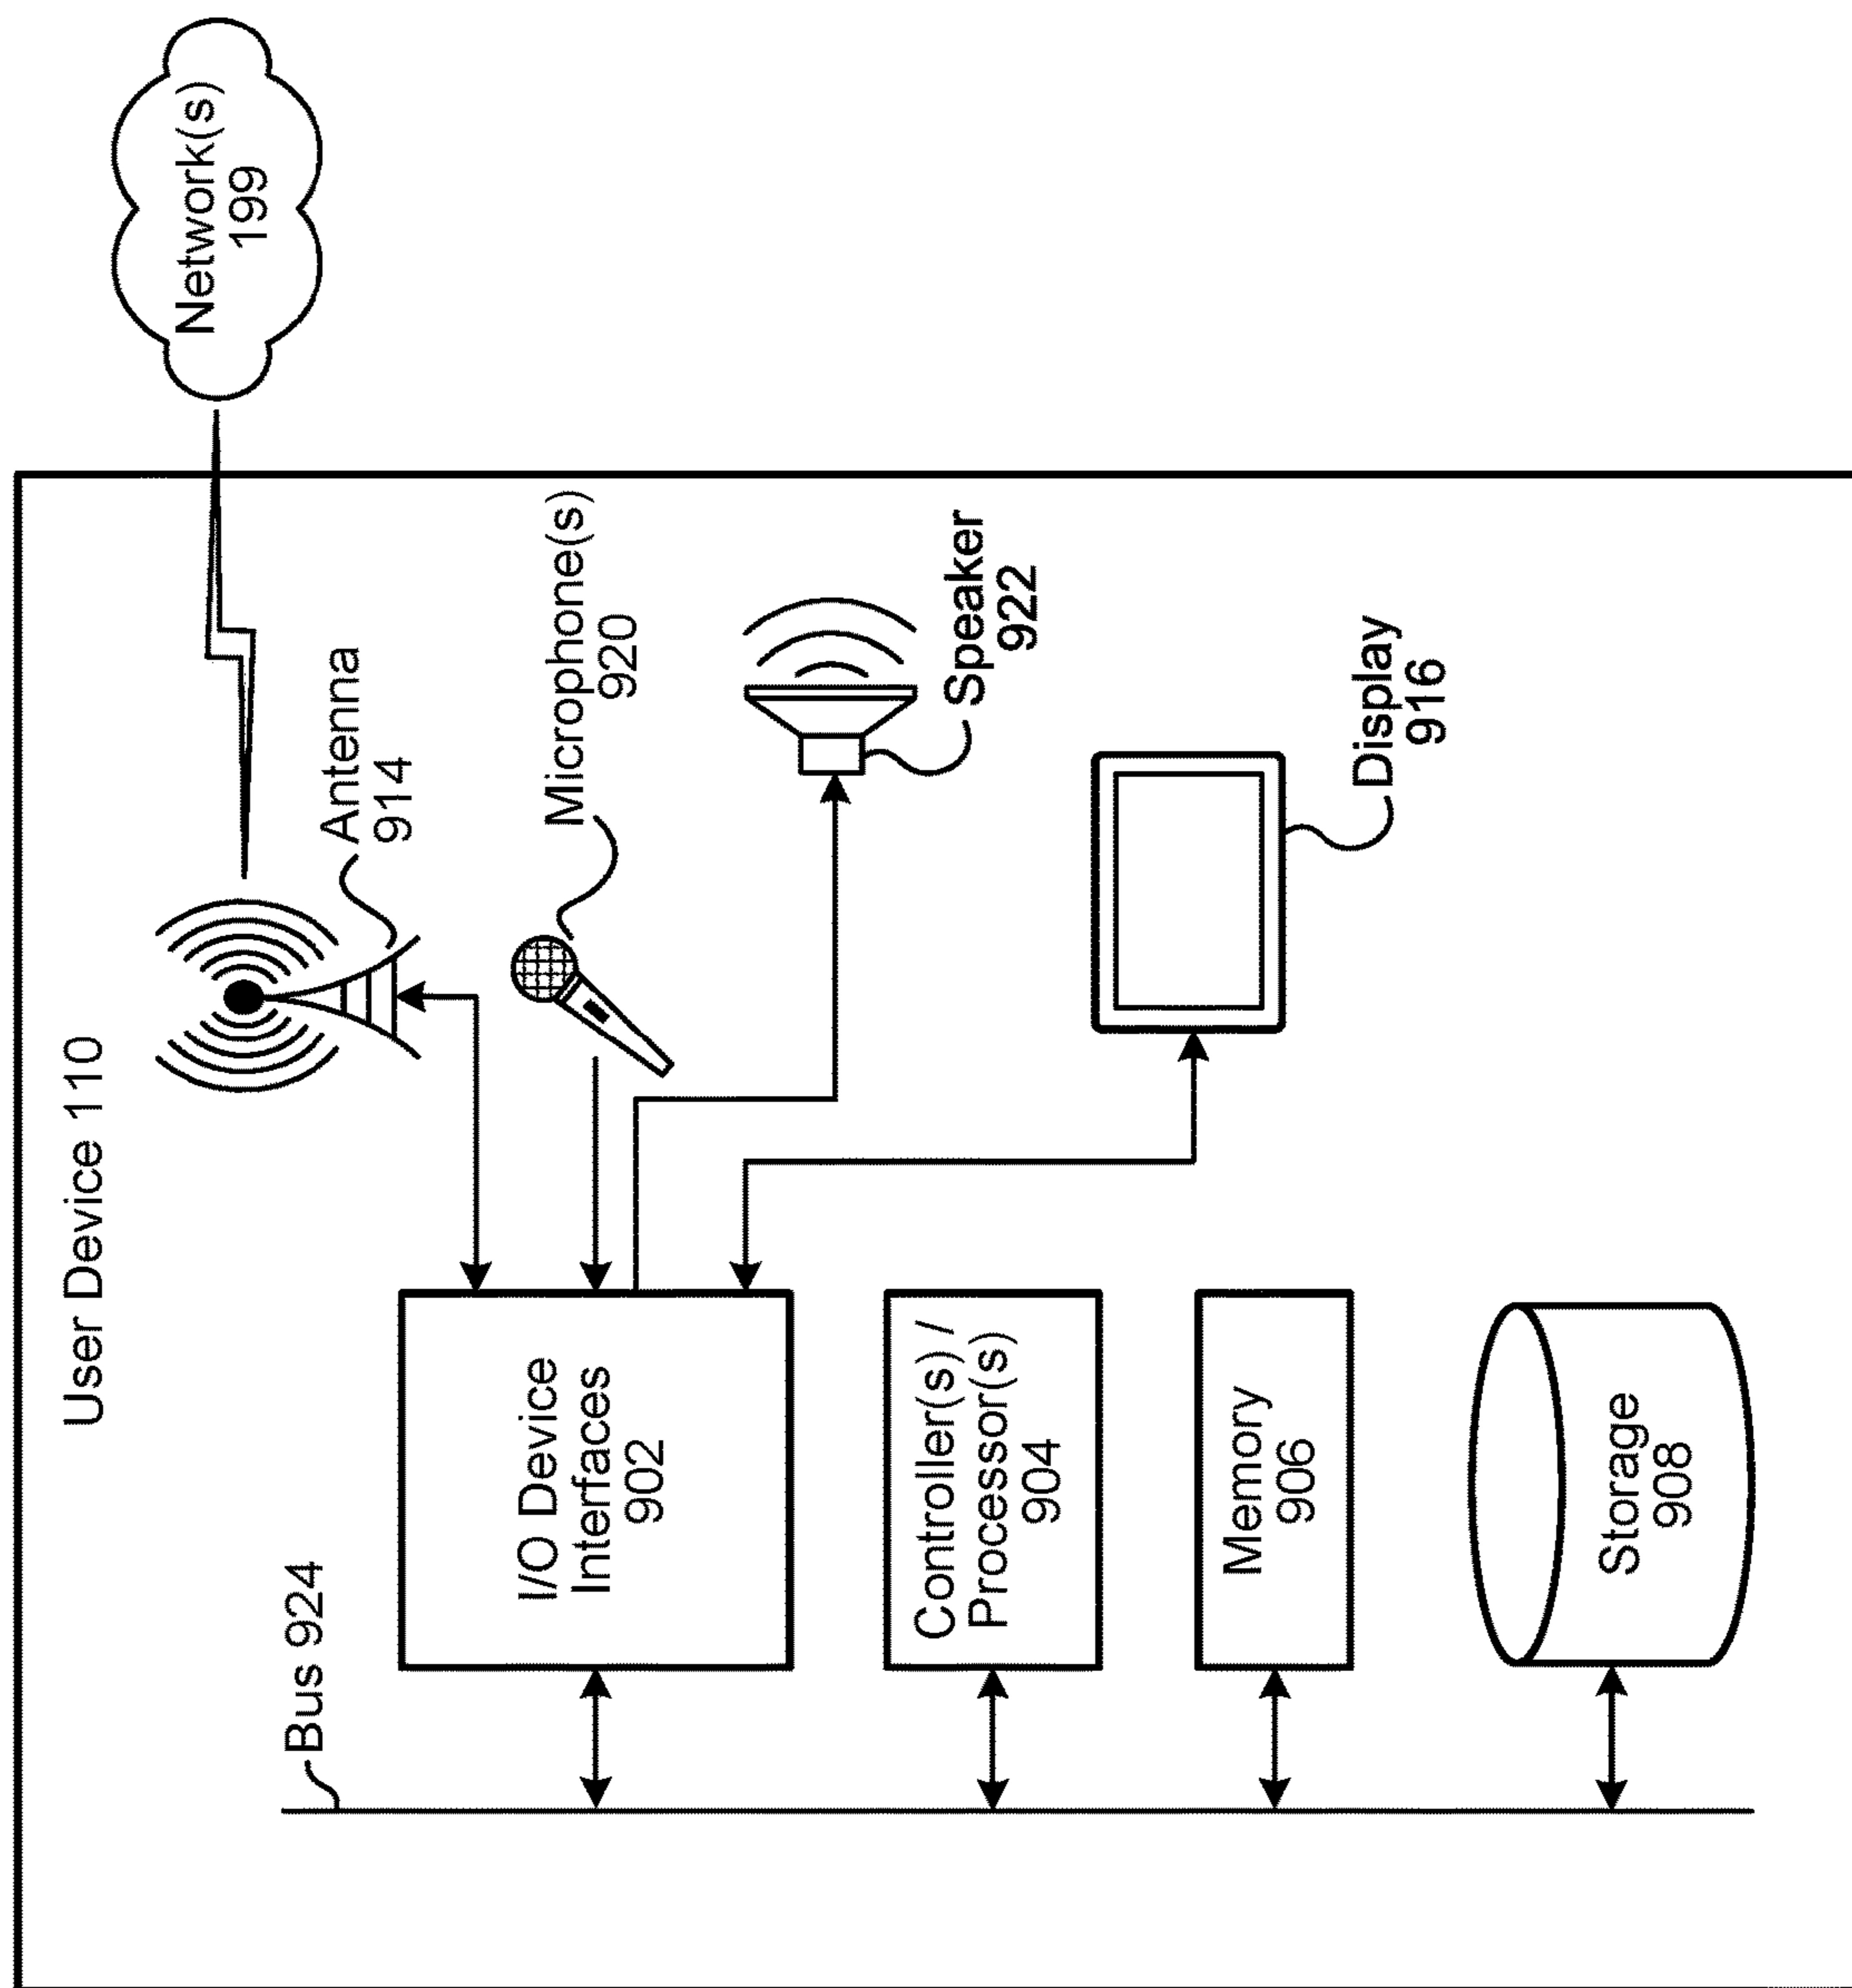 User Device 110
Network(s)
199
Bus 924
I/O Device
Interfaces
902
Antenna
914
Microphone(s)
920
Controller(s) /
Processor(s)
904
Speaker
922
Memory
906
Display
916
Storage
908